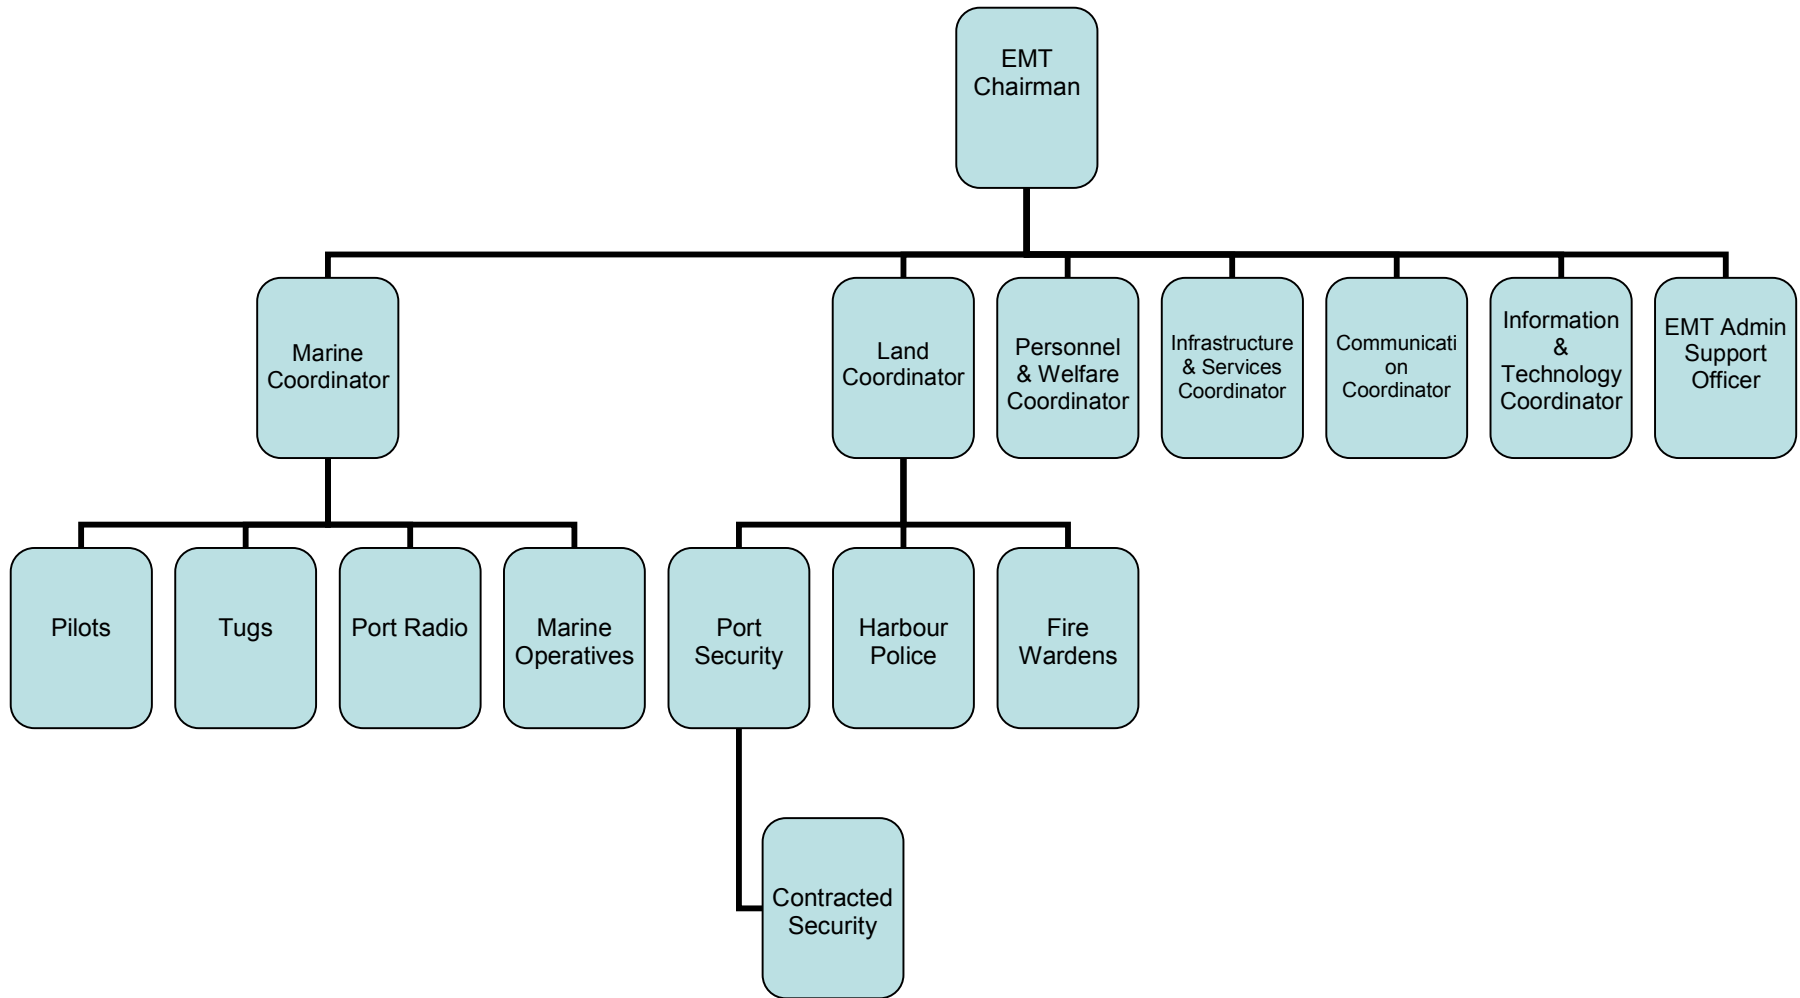 EMT
Chairman
Marine
Coordinator
Land
Coordinator
Personnel
& Welfare
Coordinator
Infrastructure
& Services
Coordinator
Communicati
on
Coordinator
Information
&
Technology
Coordinator
EMT Admin
Support
Officer
Pilots
Tugs
Port Radio
Marine
Operatives
Port
Security
Harbour
Police
Fire
Wardens
Contracted
Security